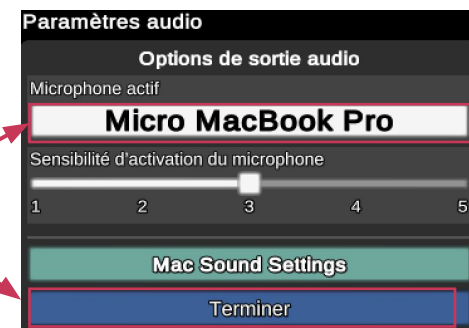 Paramètres audio
Options de sortie audio
Microphone actif
Micro MacBook Pro
Sensibilité d'activation du microphone
1 2 3 4 5
Mac Sound Settings
Terminer